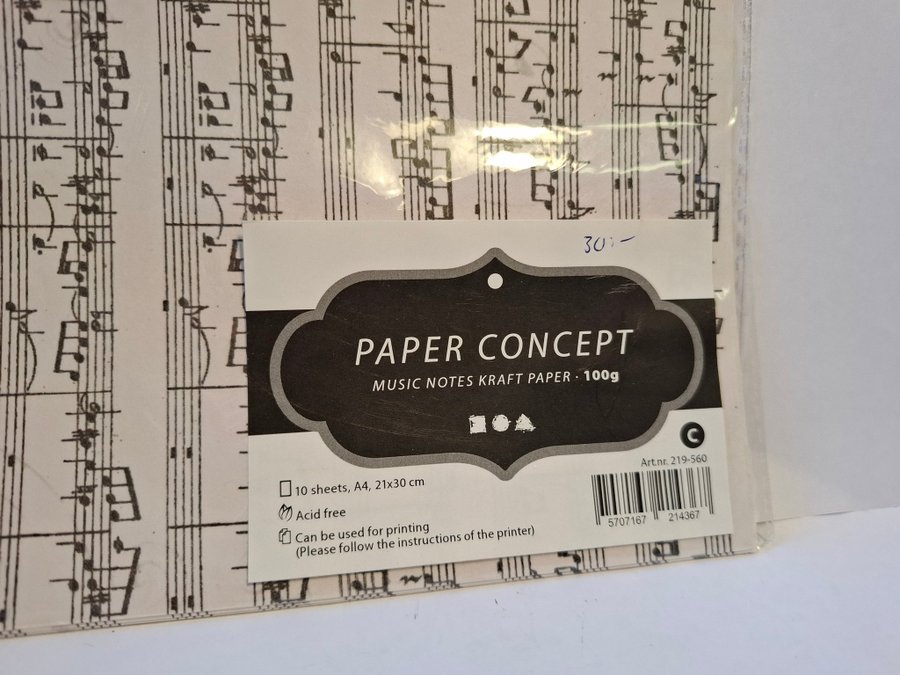 30:-
PAPER CONCEPT
MUSIC NOTES KRAFT PAPER · 100g
C
Art.nr. 219-560
10 sheets, A4, 21x30 cm
Acid free
Can be used for printing
(Please follow the instructions of the printer)
5707167 214367